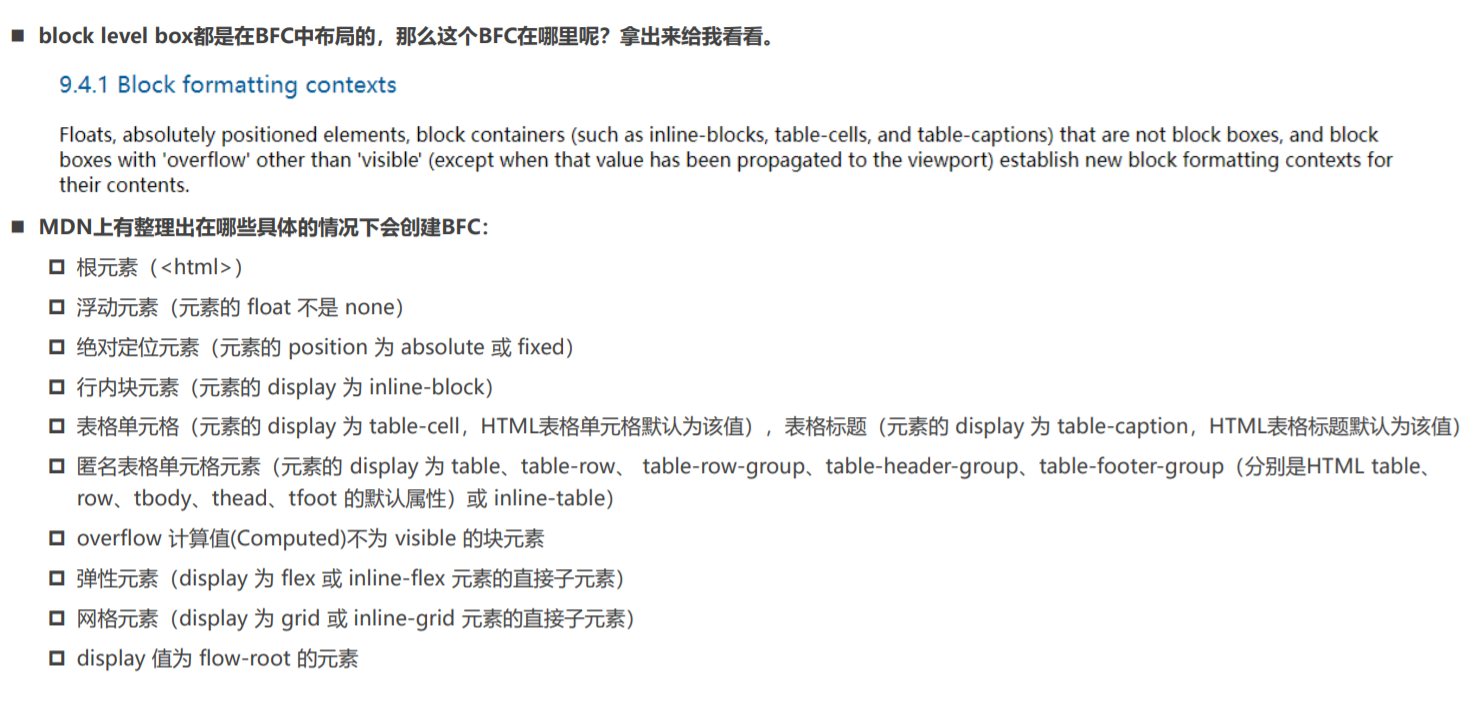 block level box都是在BFC中布局的，那么这个BFC在哪里呢？拿出来给我看看。
9.4.1 Block formatting contexts
Floats, absolutely positioned elements, block containers (such as inline-blocks, table-cells, and table-captions) that are not block boxes, and block
boxes with 'overflow' other than 'visible' (except when that value has been propagated to the viewport) establish new block formatting contexts for
their contents.
MDN上有整理出在哪些具体的情况下会创建BFC：
根元素（<html>）
浮动元素（元素的 float 不是 none）
绝对定位元素（元素的 position 为 absolute 或 fixed）
行内块元素（元素的 display 为 inline-block）
表格单元格（元素的 display 为 table-cell，HTML表格单元格默认为该值），表格标题（元素的 display 为 table-caption，HTML表格标题默认为该值）
匿名表格单元格元素（元素的 display 为 table、table-row、 table-row-group、table-header-group、table-footer-group（分别是HTML table、
row、tbody、thead、tfoot 的默认属性）或 inline-table）
overflow 计算值(Computed)不为 visible 的块元素
弹性元素（display 为 flex 或 inline-flex 元素的直接子元素）
网格元素（display 为 grid 或 inline-grid 元素的直接子元素）
display 值为 flow-root 的元素